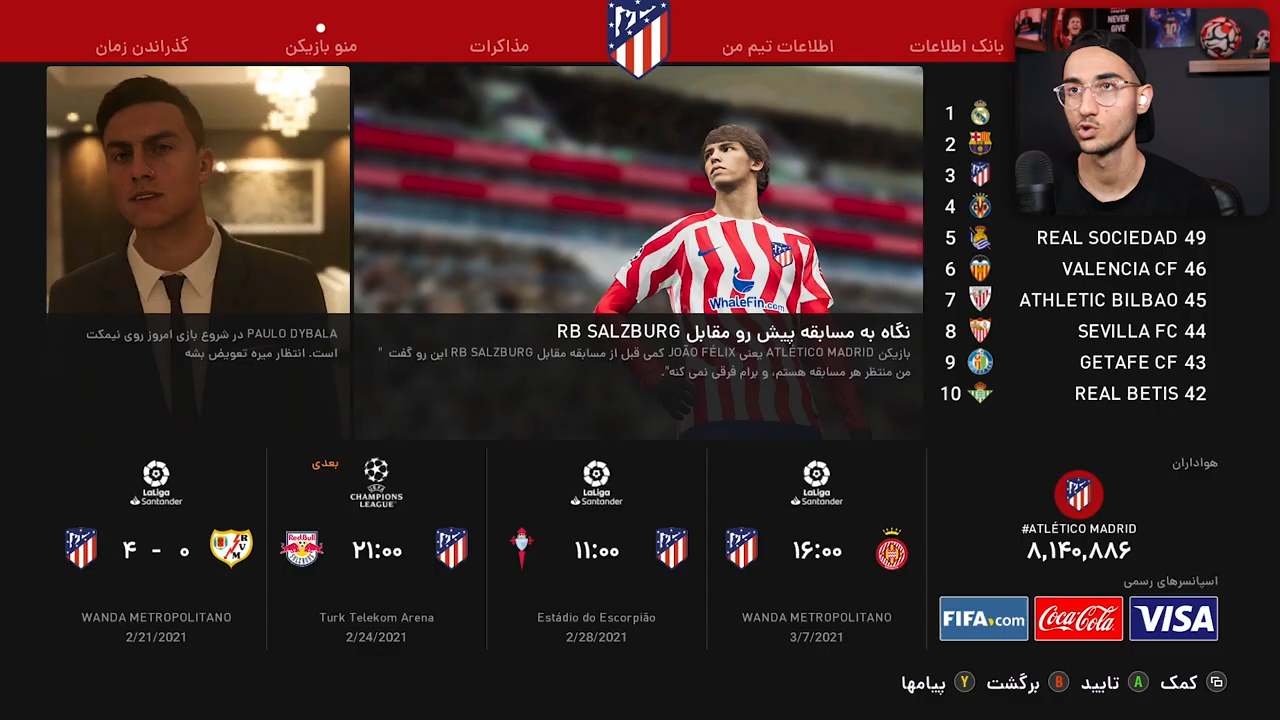 بانک اطلاعات
اطلاعات تیم من
مذاکرات
منو بازیکن
گذراندن زمان
NEVER
GIVE
1
2
3
4
5 REAL SOCIEDAD 49
6 VALENCIA CF 46
7 ATHLETIC BILBAO 45
8 SEVILLA FC 44
9 GETAFE CF 43
10 REAL BETIS 42
WhaleFin.com
نگاه به مسابقه پیش رو مقابل RB SALZBURG
بازیکن ATLÉTICO MADRID یعنی JOÃO FÉLIX کمی قبل از مسابقه مقابل RB SALZBURG این رو گفت "
من منتظر هر مسابقه هستم، و برام فرقی نمی کنه".
PAULO DYBALA در شروع بازی امروز روی نیمکت
است. انتظار میره تعویض بشه
LaLiga
Santander
۴ - ۰
WANDA METROPOLITANO
2/21/2021
بعدی
UEFA
CHAMPIONS
LEAGUE
RedBull
SALZBURG
۲۱:۰۰
Turk Telekom Arena
2/24/2021
LaLiga
Santander
۱۱:۰۰
Estádio do Escorpião
2/28/2021
LaLiga
Santander
۱۶:۰۰
WANDA METROPOLITANO
3/7/2021
هواداران
#ATLÉTICO MADRID
۸,۱۴۰,۸۸۶
اسپانسرهای رسمی
FIFA.com
Coca-Cola
VISA
کمک
A تایید
B برگشت
Y پیامها